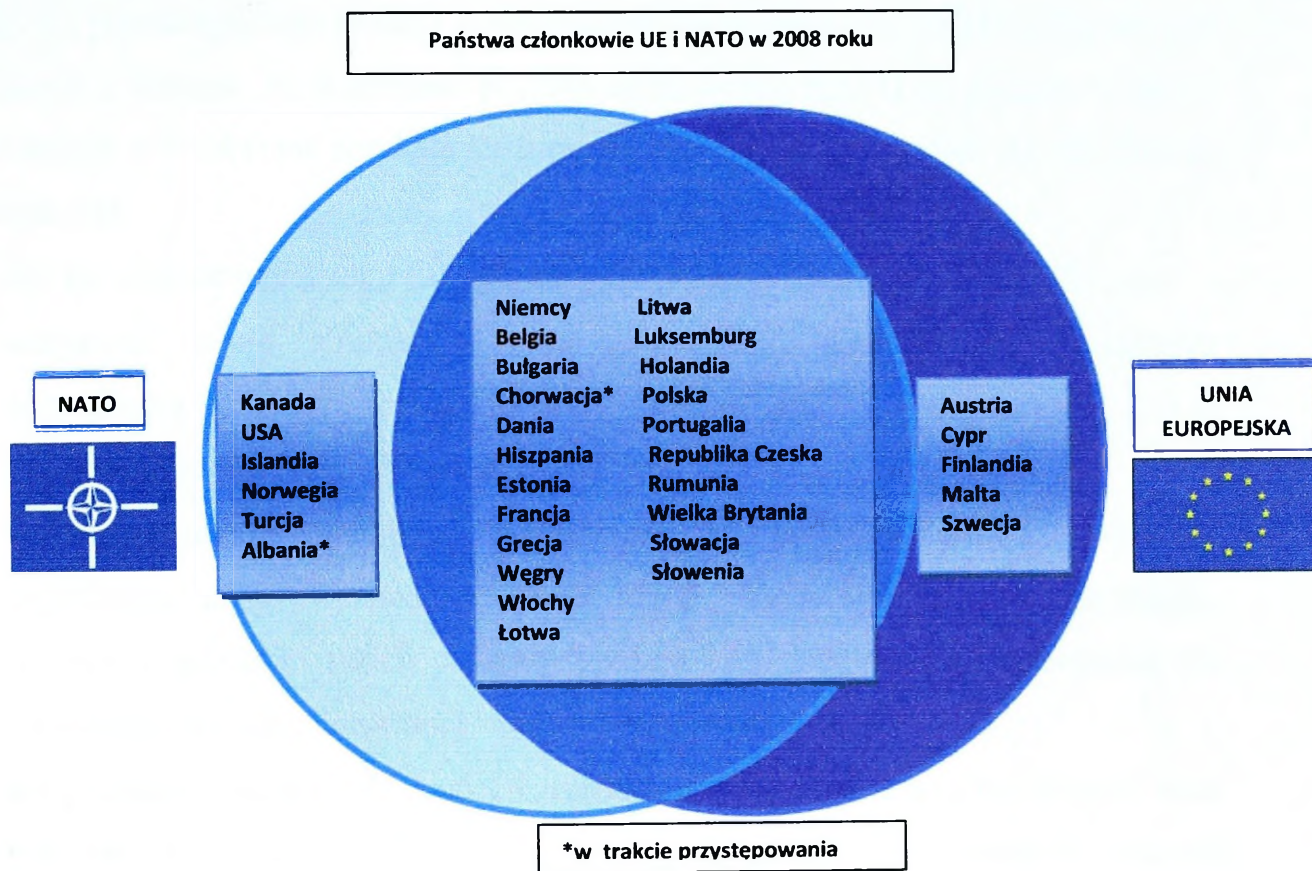 Państwa członkowie UE i NATO w 2008 roku
NATO
Kanada
USA
Islandia
Norwegia
Turcja
Albania*
Niemcy
Belgia
Bułgaria
Chorwacja*
Dania
Hiszpania
Estonia
Francja
Grecja
Węgry
Włochy
Łotwa
Litwa
Luksemburg
Holandia
Polska
Portugalia
Republika Czeska
Rumunia
Wielka Brytania
Słowacja
Słowenia
Austria
Cypr
Finlandia
Malta
Szwecja
UNIA
EUROPEJSKA
*w trakcie przystępowania